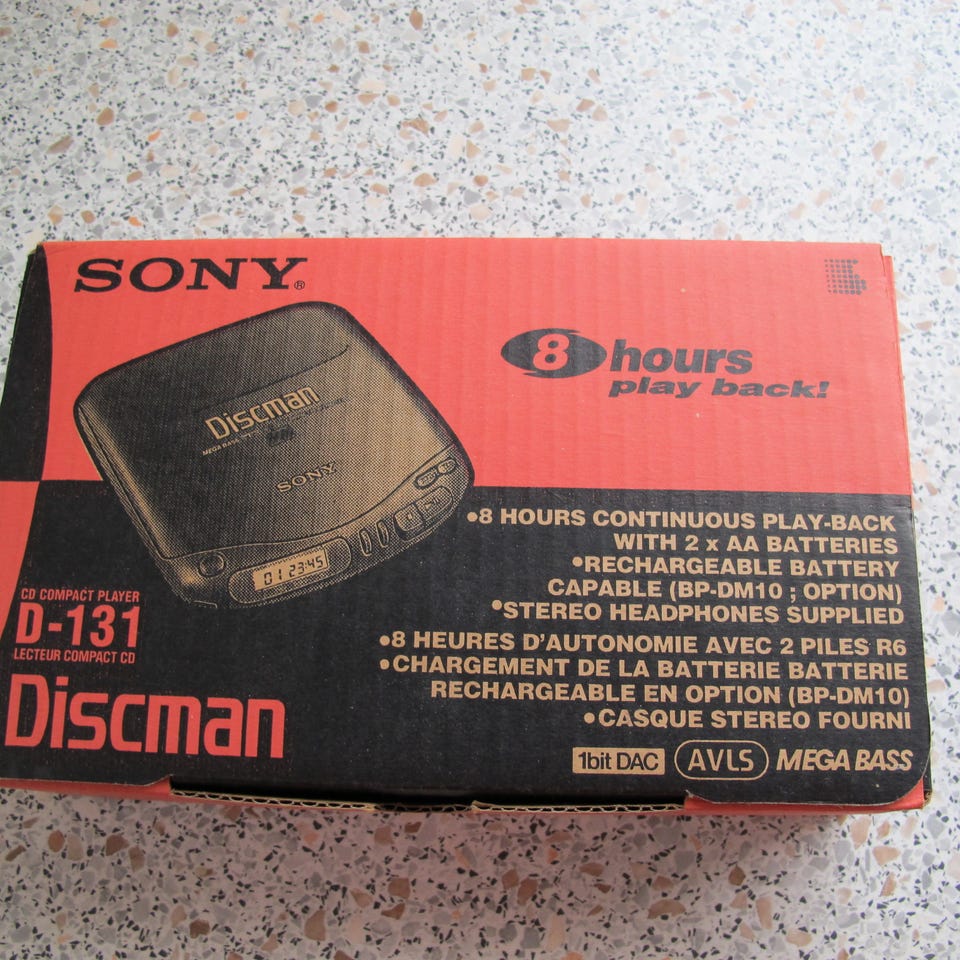 SONY®
8 hours
play back!
Discman
MEGA BASS
SONY
01 23:45
•8 HOURS CONTINUOUS PLAY-BACK
WITH 2 x AA BATTERIES
•RECHARGEABLE BATTERY
CAPABLE (BP-DM10 ; OPTION)
•STEREO HEADPHONES SUPPLIED
•8 HEURES D'AUTONOMIE AVEC 2 PILES R6
•CHARGEMENT DE LA BATTERIE BATTERIE
RECHARGEABLE EN OPTION (BP-DM10)
•CASQUE STEREO FOURNI
CD COMPACT PLAYER
D-131
LECTEUR COMPACT CD
Discman
1bit DAC AVLS MEGA BASS